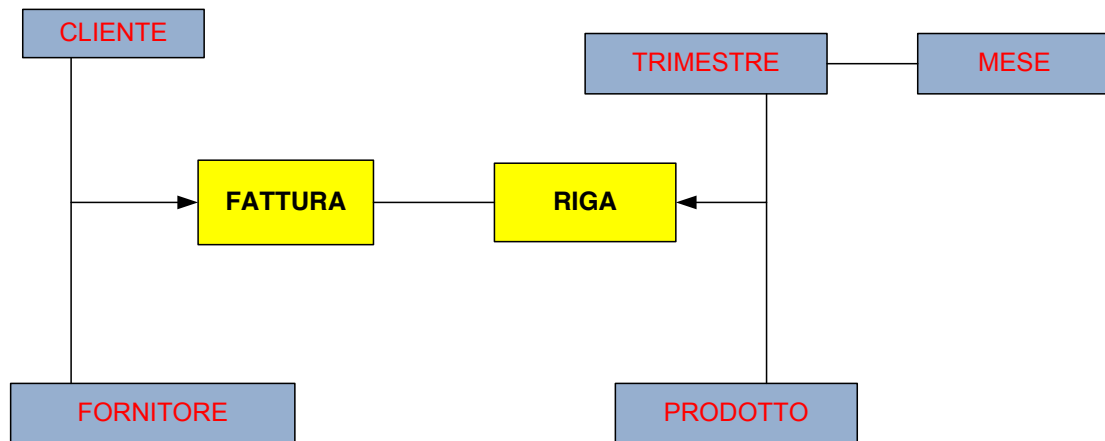 CLIENTE
TRIMESTRE
MESE
FATTURA
RIGA
FORNITORE
PRODOTTO